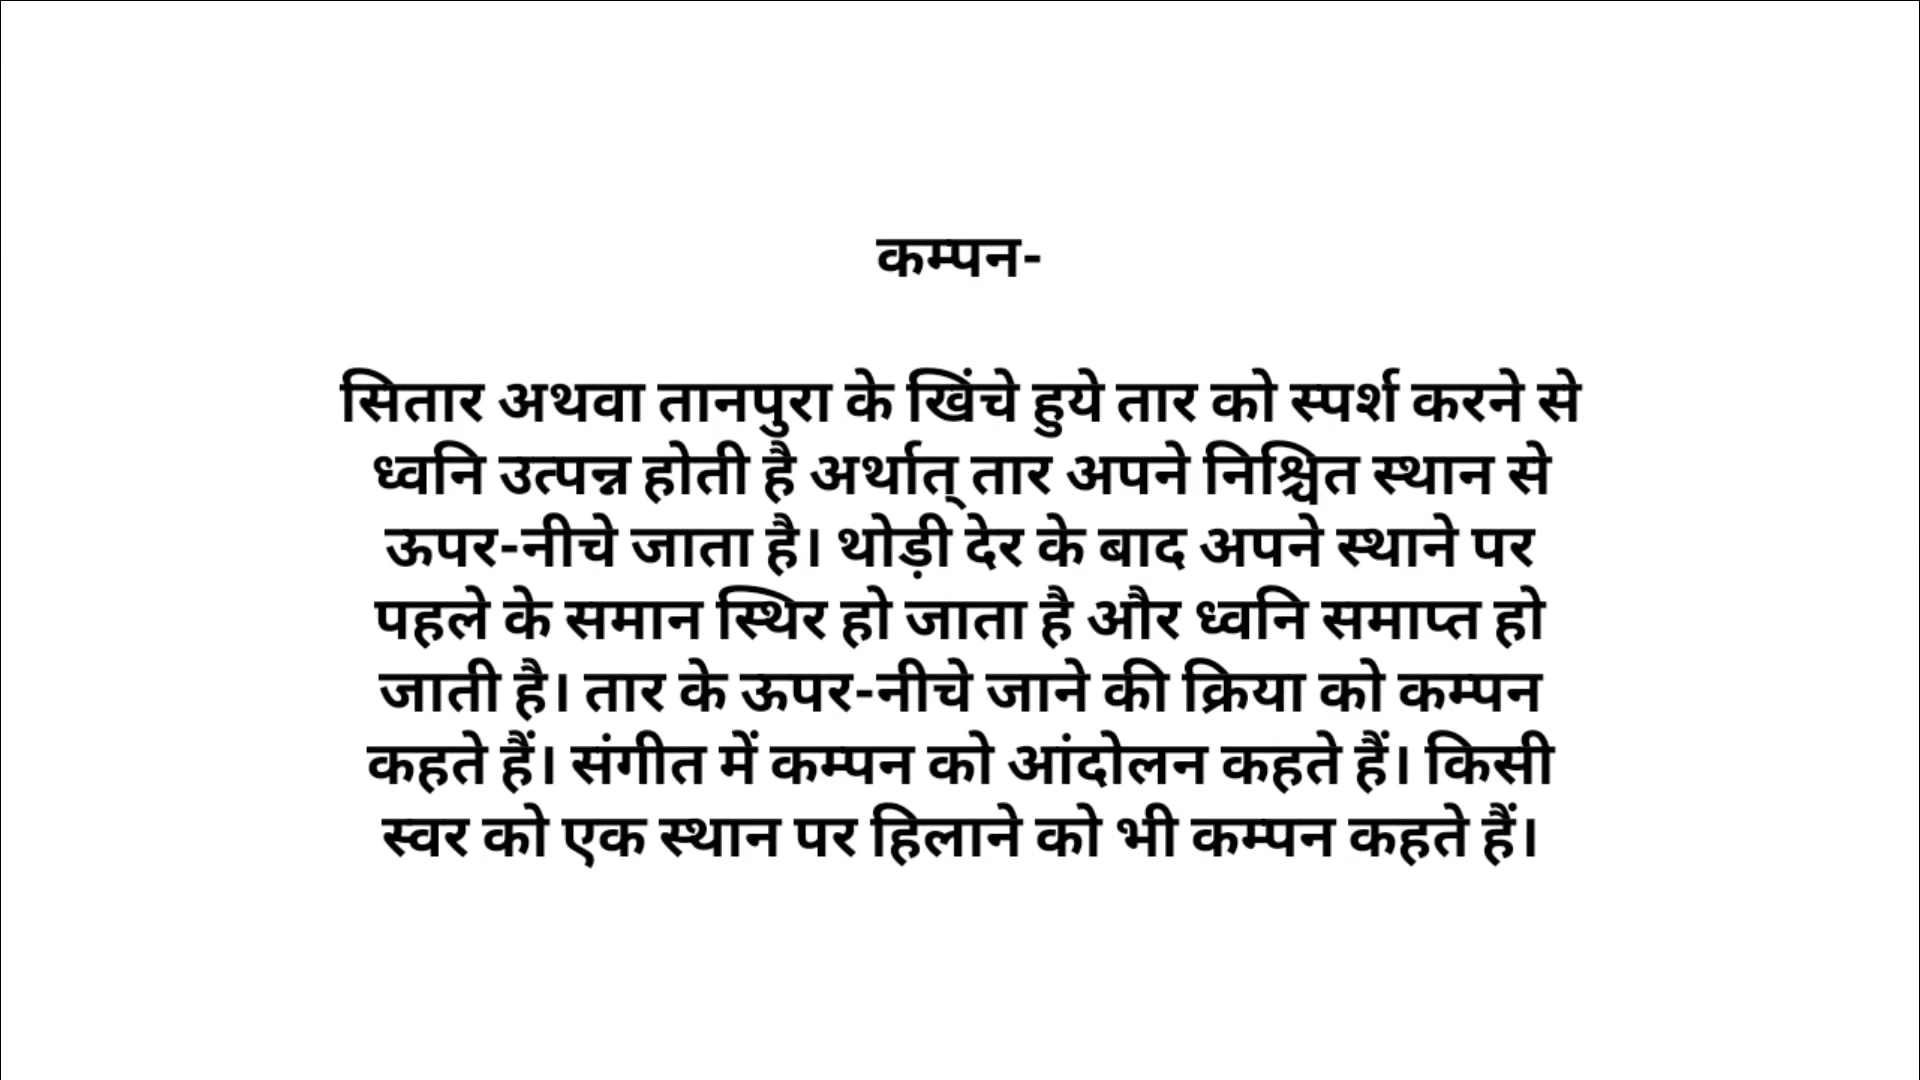 कम्पन-
सितार अथवा तानपुरा के खिंचे हुये तार को स्पर्श करने से
ध्वनि उत्पन्न होती है अर्थात् तार अपने निश्चित स्थान से
ऊपर-नीचे जाता है। थोड़ी देर के बाद अपने स्थाने पर
पहले के समान स्थिर हो जाता है और ध्वनि समाप्त हो
जाती है। तार के ऊपर-नीचे जाने की क्रिया को कम्पन
कहते हैं। संगीत में कम्पन को आंदोलन कहते हैं। किसी
स्वर को एक स्थान पर हिलाने को भी कम्पन कहते हैं।